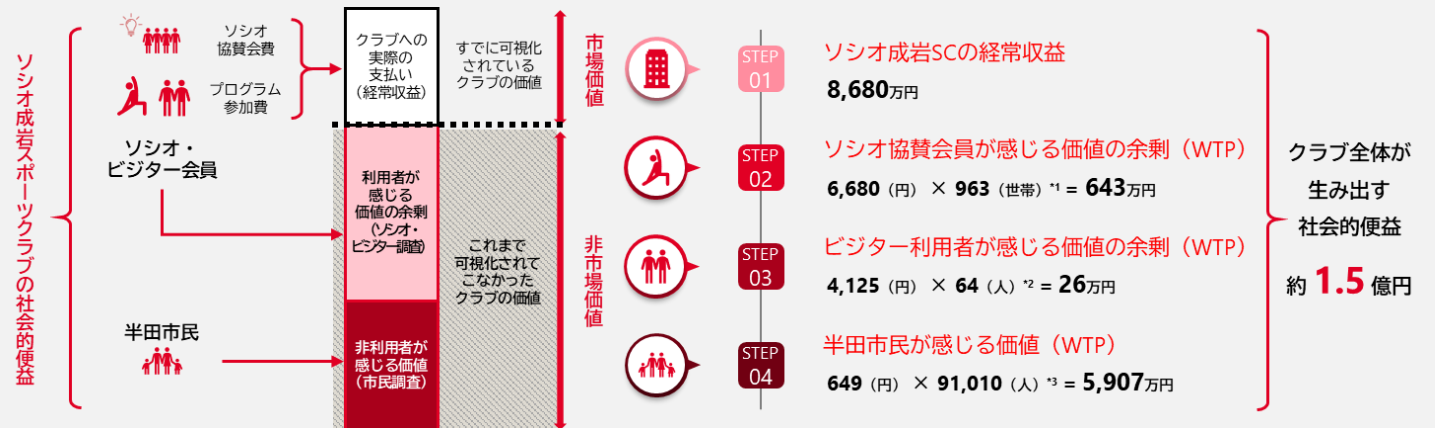 ソシオ成岩スポーツクラブの社会的便益
ソシオ
協賛会費
プログラム
参加費
ソシオ・
ビジター会員
半田市民
クラブへの
実際の
支払い
（経常収益）
すでに可視化
されている
クラブの価値
利用者が
感じる
価値の余剰
（ソシオ・
ビジター調査）
これまで
可視化されて
こなかった
クラブの価値
非利用者が
感じる価値
（市民調査）
市場価値
非市場価値
STEP
01
ソシオ成岩SCの経常収益
8,680万円
STEP
02
ソシオ協賛会員が感じる価値の余剰（WTP）
6,680（円） × 963（世帯）*1 = 643万円
STEP
03
ビジター利用者が感じる価値の余剰（WTP）
4,125（円） × 64（人）*2 = 26万円
STEP
04
半田市民が感じる価値（WTP）
649（円） × 91,010（人）*3 = 5,907万円
クラブ全体が
生み出す
社会的便益
約 1.5 億円